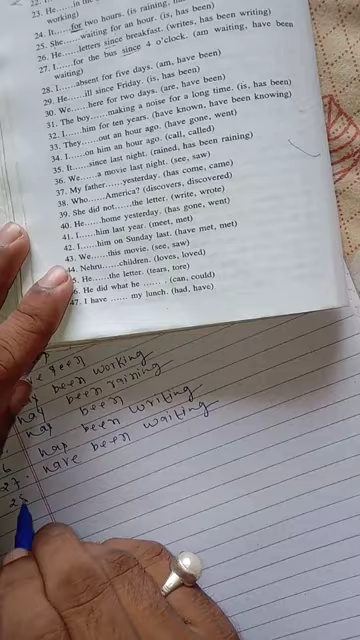 23. He......in the
working)
24. It......for two hours. (is raining, has
25. She......waiting for an hour. (is, has been)
26. He......letters since breakfast. (writes, has been writing)
27. I......for the bus since 4 o'clock. (am waiting, have been
waiting)
28. I......absent for five days. (am, have been)
29. He......ill since Friday. (is, has been)
30. We......here for two days. (are, have been)
31. The boy......making a noise for a long time. (is, has been)
32. I......him for ten years. (have known, have been knowing)
33. They......out an hour ago. (have gone, went)
34. I......on him an hour ago. (call, called)
35. It......since last night. (rained, has been raining)
36. We......a movie last night. (see, saw)
37. My father......yesterday. (has come, came)
38. Who......America? (discovers, discovered)
39. She did not......the letter. (write, wrote)
40. He......home yesterday. (has gone, went)
41. I......him last year. (meet, met)
42. I......him on Sunday last. (have met, met)
43. We......this movie. (see, saw)
44. Nehru......children. (loves, loved)
5. He......the letter. (tears, tore)
6. He did what he ...... . (can, could)
47. I have ...... my lunch. (had, have)
been working
has been raining
has been
26 has been writing
27. have been waiting
28